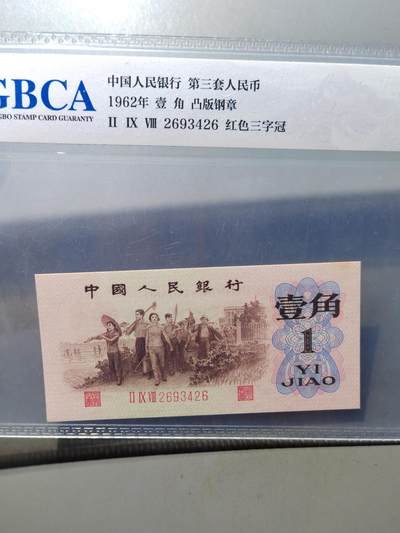 GBCA
GBO STAMP CARD GUARANTY
中国人民银行 第三套人民币
1962年 壹 角 凸版钢章
II IX VIII 2693426 红色三字冠
中國人民銀行
壹角
1
YI
JIAO
II IX VIII 2693426